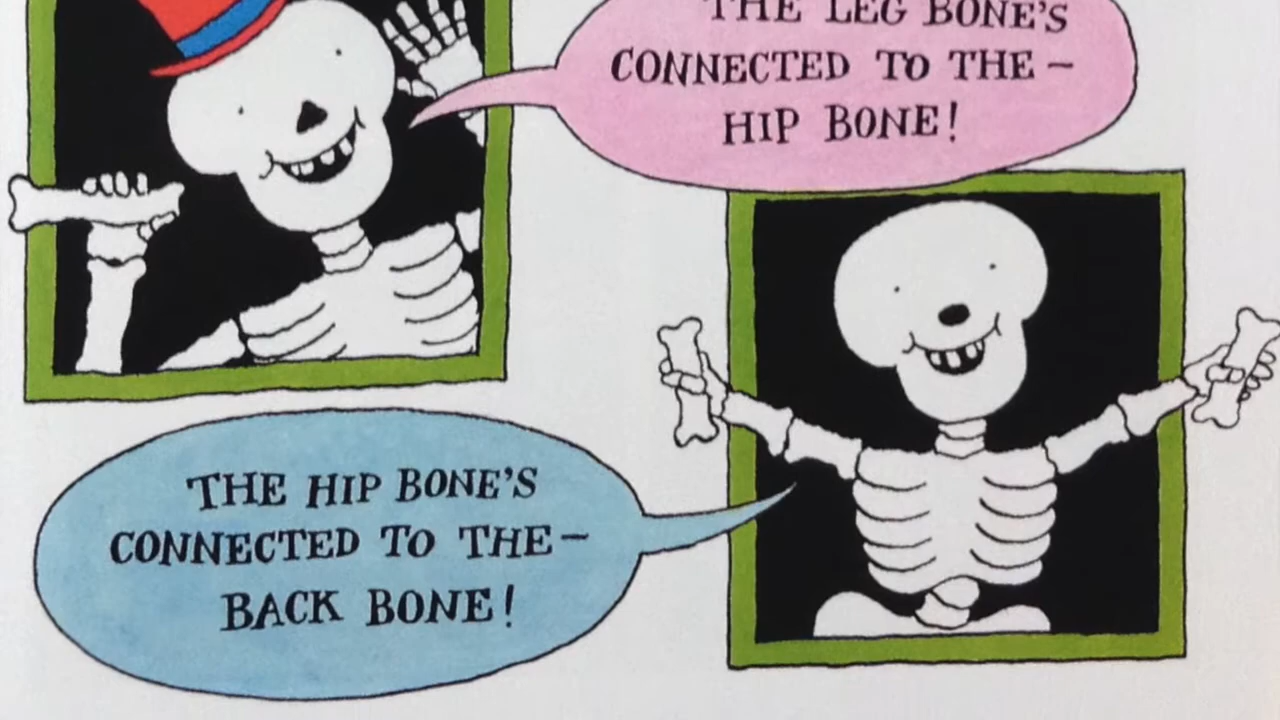 THE LEG BONE'S
CONNECTED TO THE —
HIP BONE!
THE HIP BONE'S
CONNECTED TO THE —
BACK BONE!